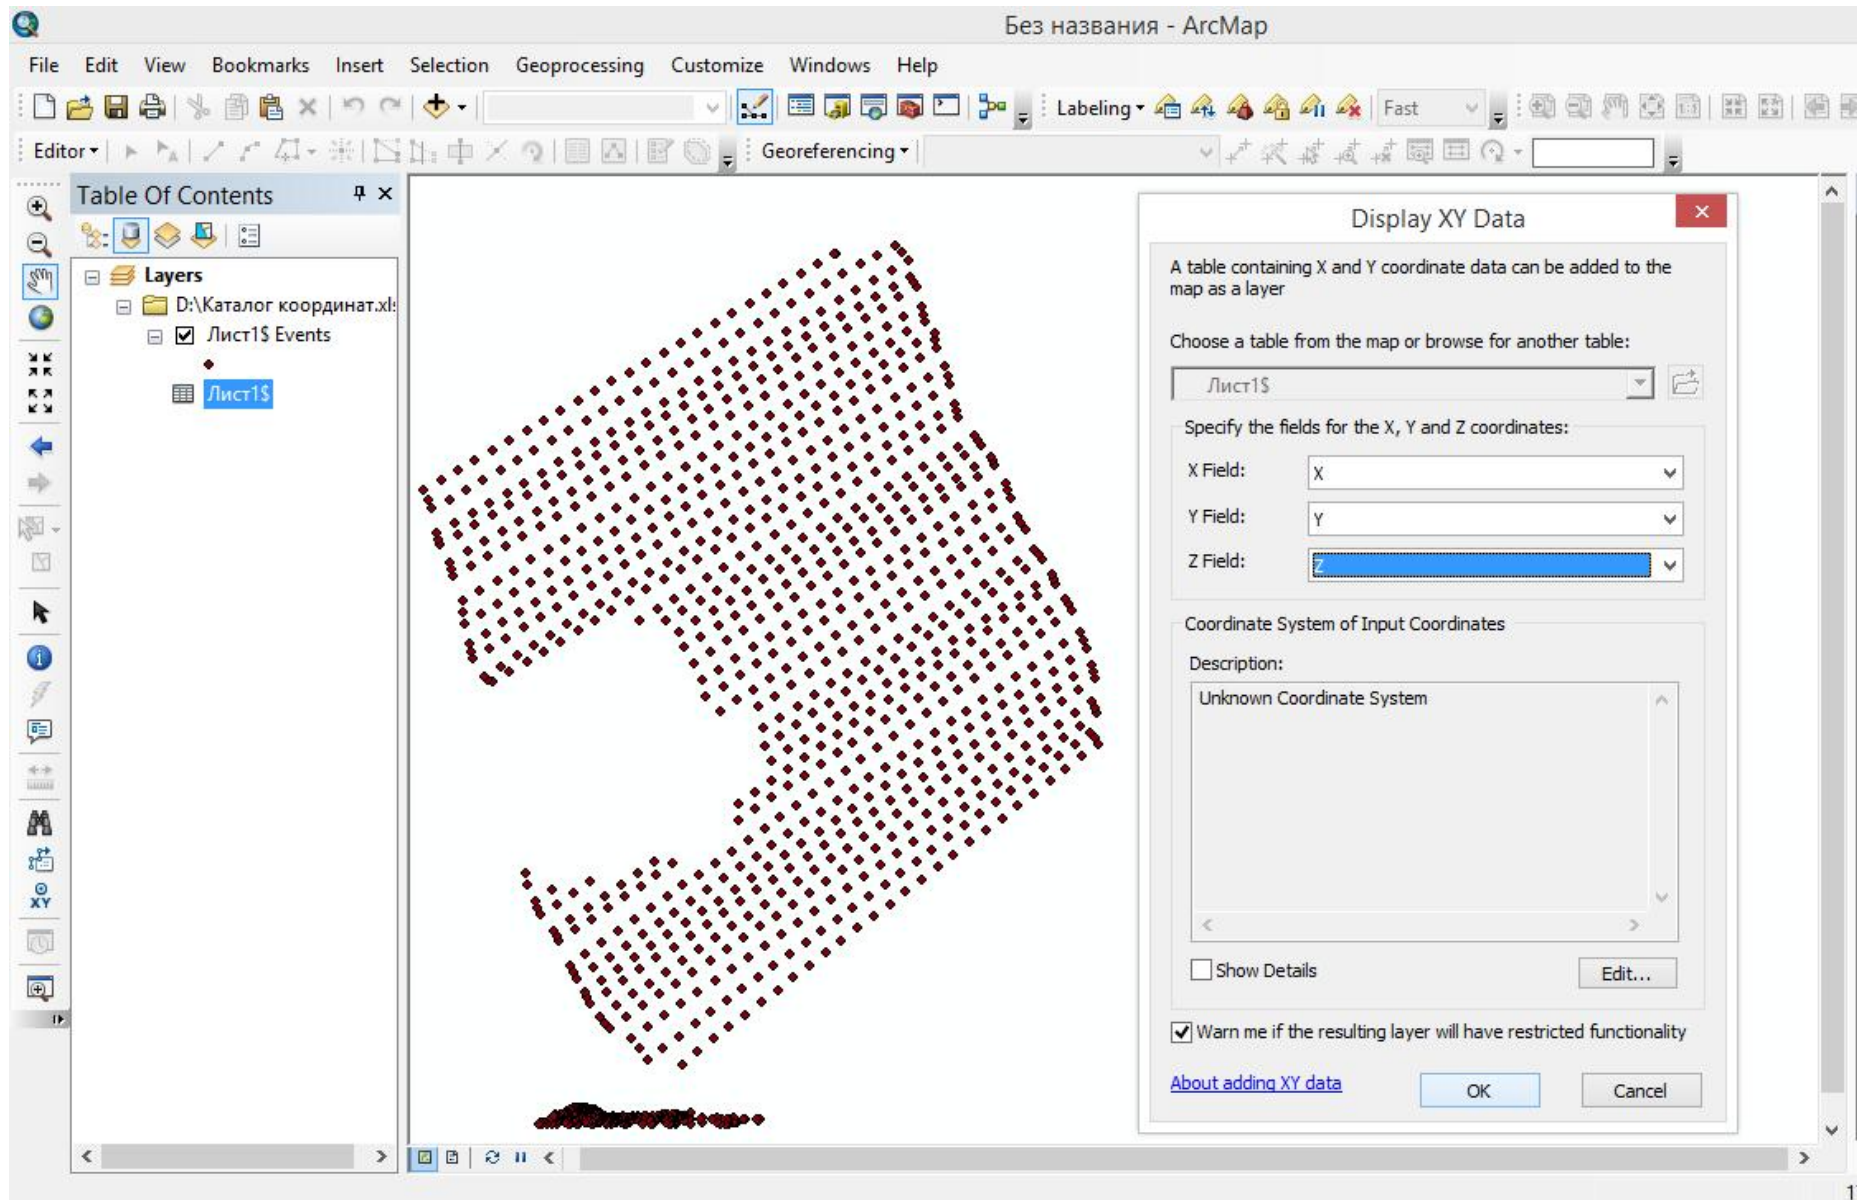 Без названия - ArcMap
File Edit View Bookmarks Insert Selection Geoprocessing Customize Windows Help
Labeling Fast
Editor Georeferencing
Table Of Contents
Layers
D:\Каталог координат.xl
Лист1$ Events
Лист1$
XY
Display XY Data
A table containing X and Y coordinate data can be added to the
map as a layer
Choose a table from the map or browse for another table:
Лист1$
Specify the fields for the X, Y and Z coordinates:
X Field: X
Y Field: Y
Z Field: Z
Coordinate System of Input Coordinates
Description:
Unknown Coordinate System
Show Details Edit...
Warn me if the resulting layer will have restricted functionality
About adding XY data OK Cancel